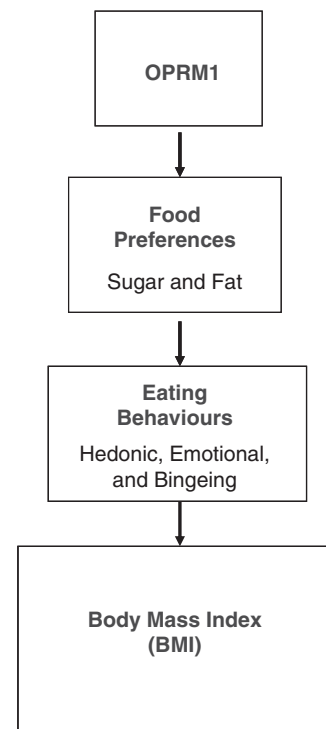 OPRM1
Food
Preferences
Sugar and Fat
Eating
Behaviours
Hedonic, Emotional,
and Bingeing
Body Mass Index
(BMI)